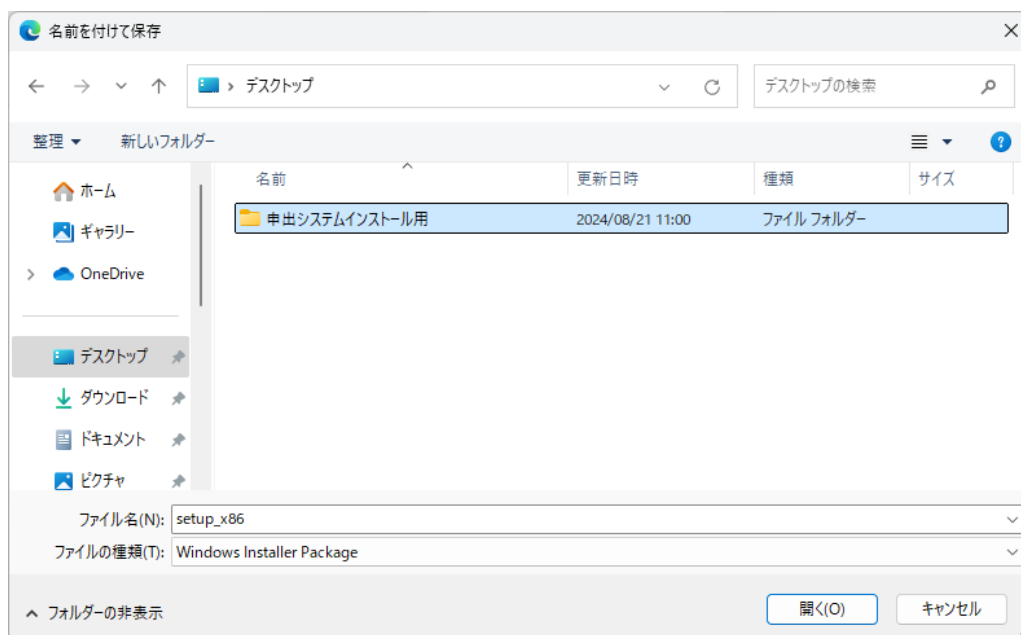 名前を付けて保存
デスクトップ
デスクトップの検索
整理
新しいフォルダー
?
名前
更新日時
種類
サイズ
ホーム
ギャラリー
OneDrive
デスクトップ
ダウンロード
ドキュメント
ピクチャ
申出システムインストール用
2024/08/21 11:00
ファイル フォルダー
ファイル名(N):
setup_x86
ファイルの種類(T):
Windows Installer Package
フォルダーの非表示
開く(O)
キャンセル